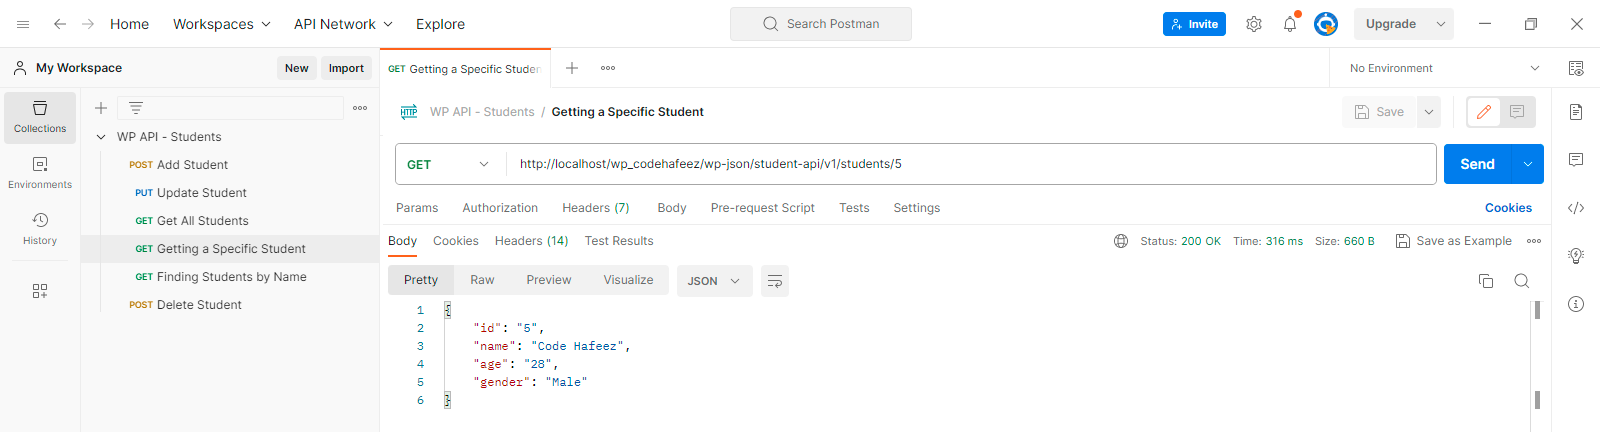 Home Workspaces API Network Explore Search Postman Invite Upgrade
My Workspace New Import GET Getting a Specific Studen No Environment
Collections
Environments
History
WP API - Students
POST Add Student
PUT Update Student
GET Get All Students
GET Getting a Specific Student
GET Finding Students by Name
POST Delete Student
HTTP WP API - Students / Getting a Specific Student Save
GET http://localhost/wp_codehafeez/wp-json/student-api/v1/students/5 Send
Params Authorization Headers (7) Body Pre-request Script Tests Settings Cookies
Body Cookies Headers (14) Test Results Status: 200 OK Time: 316 ms Size: 660 B Save as Example
Pretty Raw Preview Visualize JSON
1 {
2 "id": "5",
3 "name": "Code Hafeez",
4 "age": "28",
5 "gender": "Male"
6 }